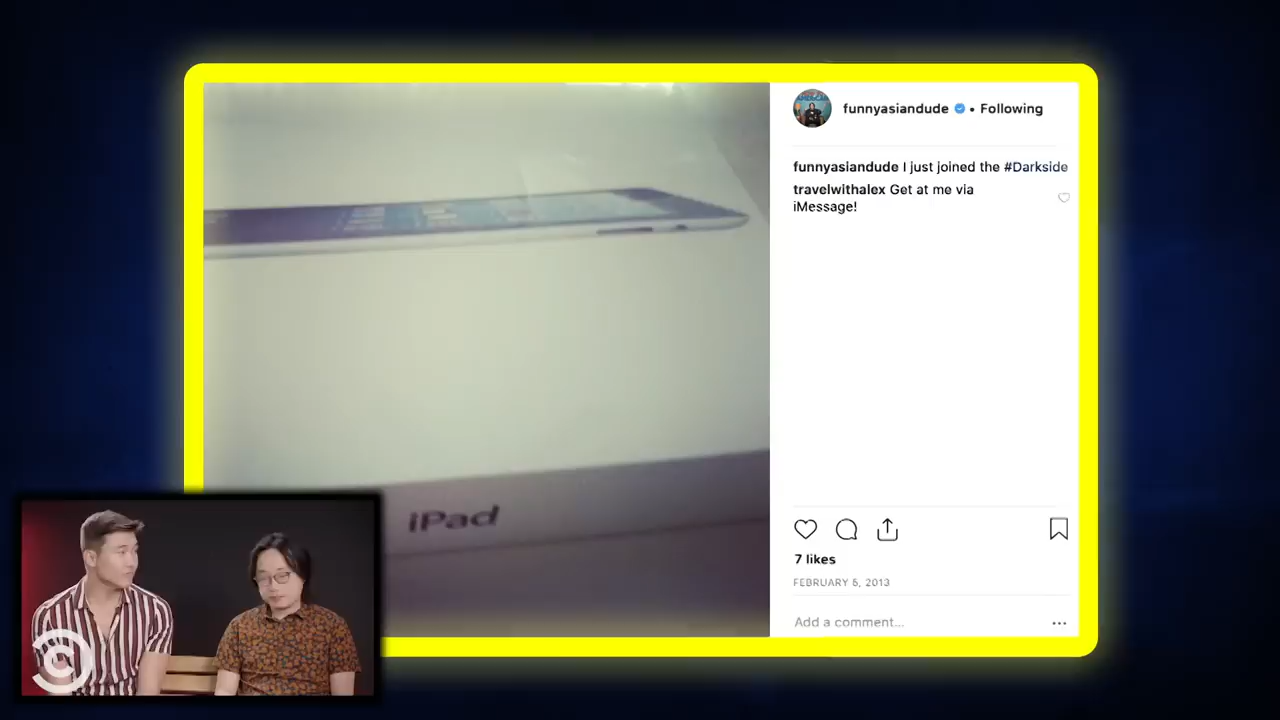 funnyasiandude • Following
funnyasiandude I just joined the #Darkside
travelwithalex Get at me via
iMessage!
iPad
7 likes
FEBRUARY 5, 2013
Add a comment...